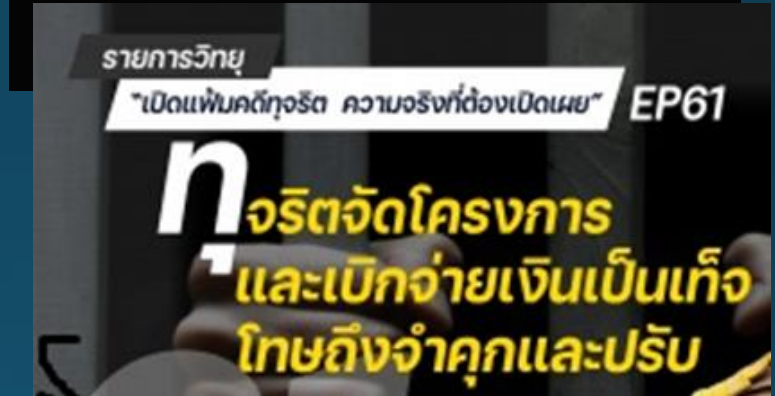 รายการวิทยุ
"เปิดแฟ้มคดีทุจริต ความจริงที่ต้องเปิดเผย" EP61
ทุจริตจัดโครงการ
และเบิกจ่ายเงินเป็นเท็จ
โทษถึงจำคุกและปรับ